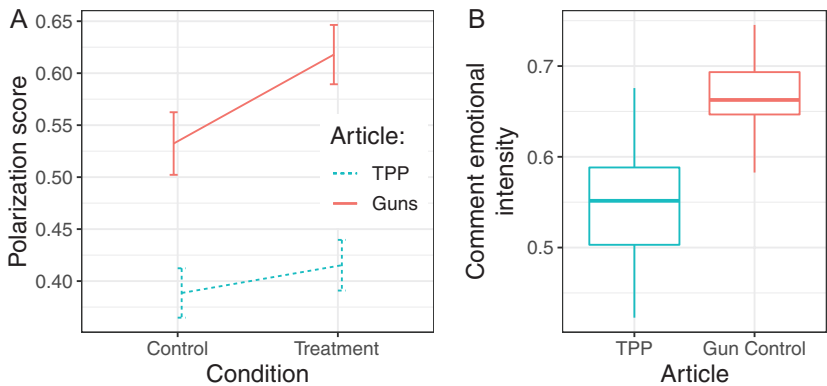 A
0.65
0.60
0.55
0.50
0.45
0.40
Polarization score
Article:
TPP
Guns
Control
Treatment
Condition
B
0.7
0.6
0.5
Comment emotional
intensity
TPP
Gun Control
Article